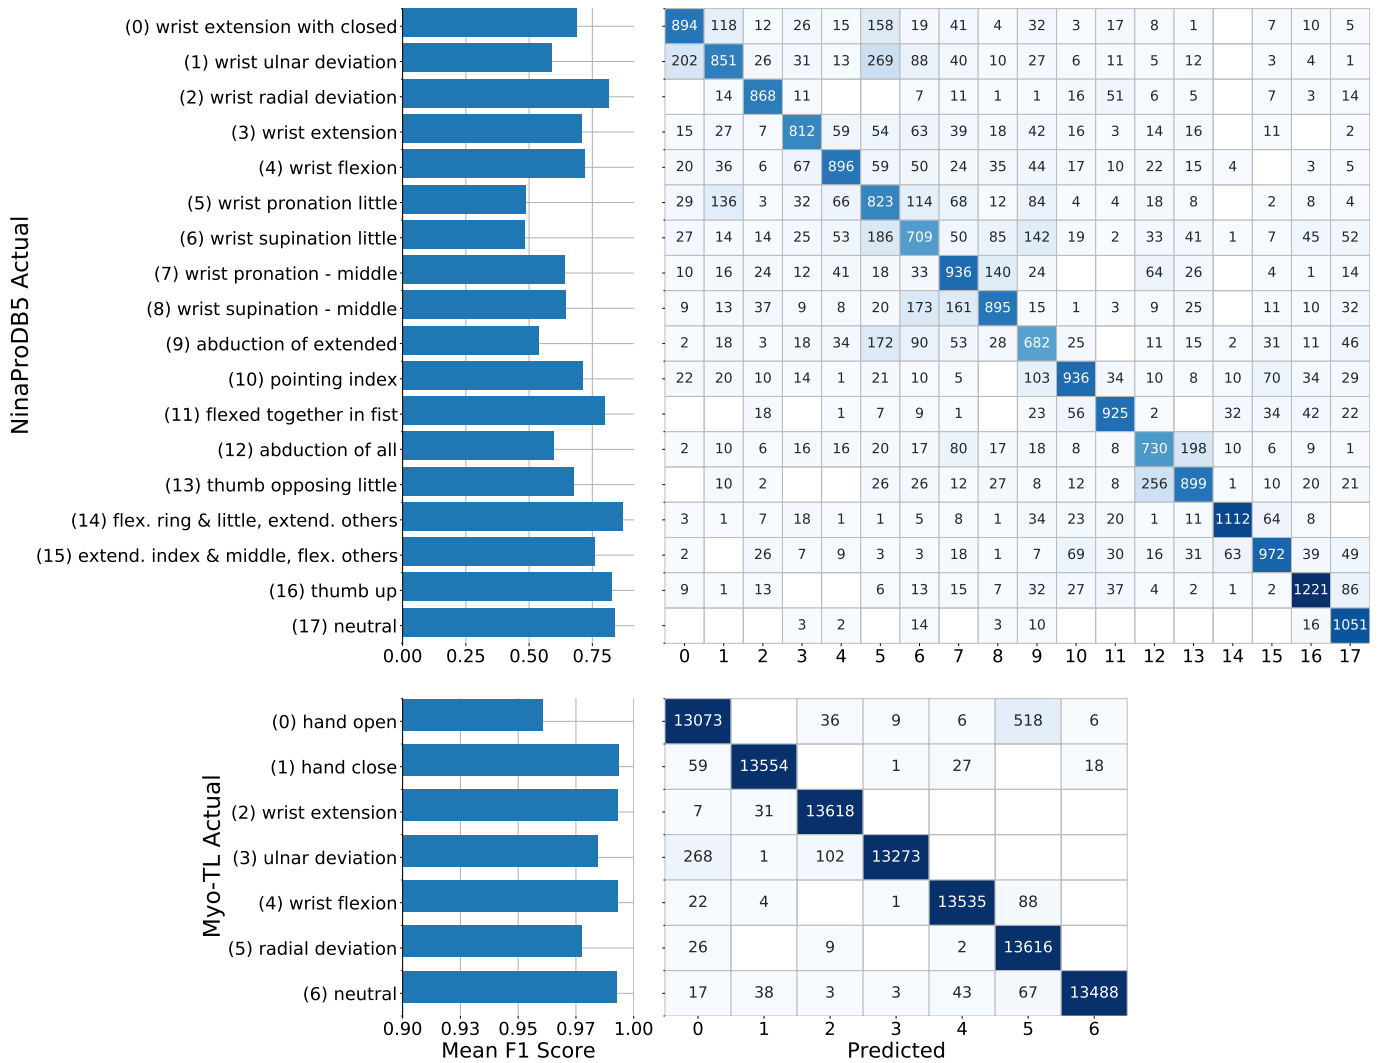 NinaProDB5 Actual
(0) wrist extension with closed 894 118 12 26 15 158 19 41 4 32 3 17 8 1 7 10 5
(1) wrist ulnar deviation 202 851 26 31 13 269 88 40 10 27 6 11 5 12 3 4 1
(2) wrist radial deviation 14 868 11 7 11 1 1 16 51 6 5 7 3 14
(3) wrist extension 15 27 7 812 59 54 63 39 18 42 16 3 14 16 11 2
(4) wrist flexion 20 36 6 67 896 59 50 24 35 44 17 10 22 15 4 3 5
(5) wrist pronation little 29 136 3 32 66 823 114 68 12 84 4 4 18 8 2 8 4
(6) wrist supination little 27 14 14 25 53 186 709 50 85 142 19 2 33 41 1 7 45 52
(7) wrist pronation - middle 10 16 24 12 41 18 33 936 140 24 64 26 4 1 14
(8) wrist supination - middle 9 13 37 9 8 20 173 161 895 15 1 3 9 25 11 10 32
(9) abduction of extended 2 18 3 18 34 172 90 53 28 682 25 11 15 2 31 11 46
(10) pointing index 22 20 10 14 1 21 10 5 103 936 34 10 8 10 70 34 29
(11) flexed together in fist 18 1 7 9 1 23 56 925 2 32 34 42 22
(12) abduction of all 2 10 6 16 16 20 17 80 17 18 8 8 730 198 10 6 9 1
(13) thumb opposing little 10 2 26 26 12 27 8 12 8 256 899 1 10 20 21
(14) flex. ring & little, extend. others 3 1 7 18 1 1 5 8 1 34 23 20 1 11 1112 64 8
(15) extend. index & middle, flex. others 2 26 7 9 3 3 18 1 7 69 30 16 31 63 972 39 49
(16) thumb up 9 1 13 6 13 15 7 32 27 37 4 2 1 2 1221 86
(17) neutral 3 2 14 3 10 16 1051
0.00 0.25 0.50 0.75 0 1 2 3 4 5 6 7 8 9 10 11 12 13 14 15 16 17
Myo-TL Actual
(0) hand open 13073 36 9 6 518 6
(1) hand close 59 13554 1 27 18
(2) wrist extension 7 31 13618
(3) ulnar deviation 268 1 102 13273
(4) wrist flexion 22 4 1 13535 88
(5) radial deviation 26 9 2 13616
(6) neutral 17 38 3 3 43 67 13488
0.90 0.93 0.95 0.97 1.00 0 1 2 3 4 5 6
Mean F1 Score Predicted